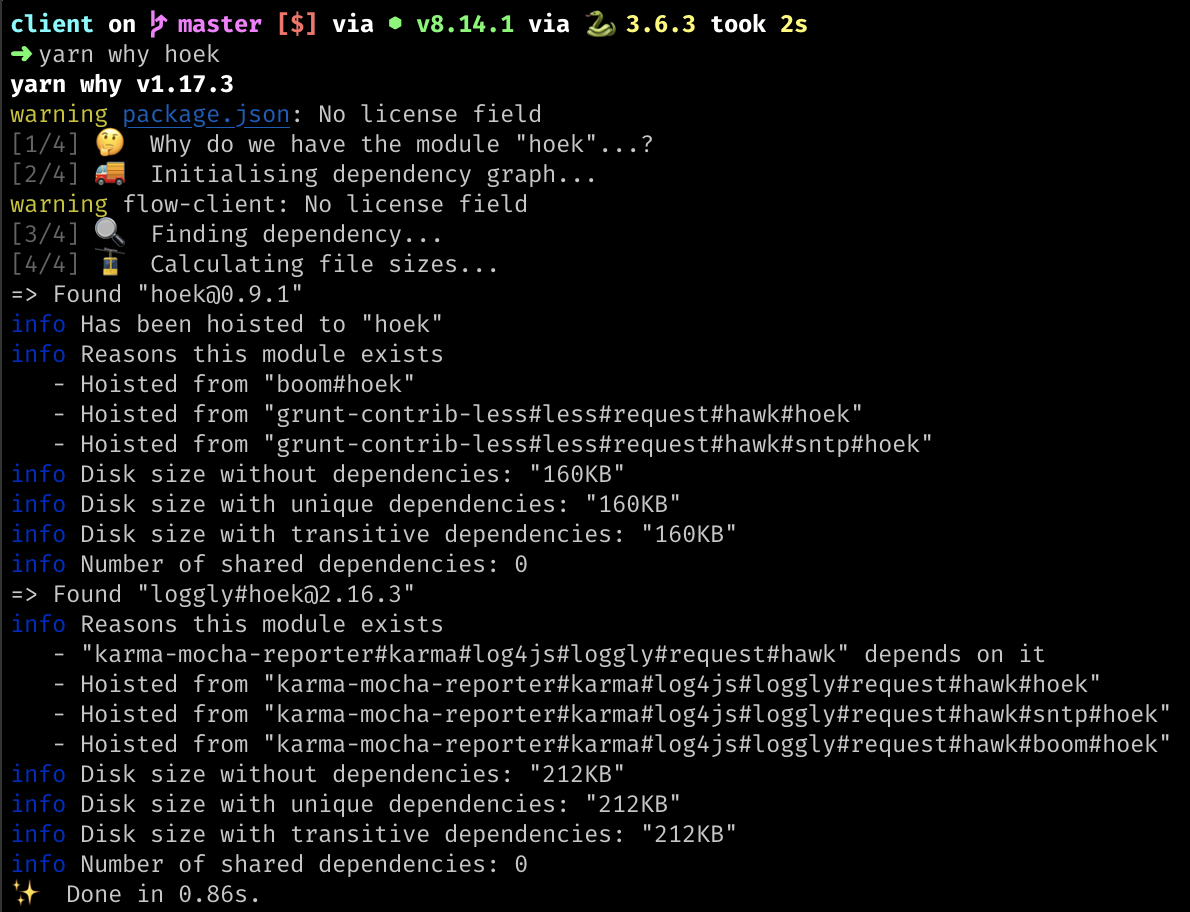 client on master [$] via ⬢ v8.14.1 via 🐍 3.6.3 took 2s
➜ yarn why hoek
yarn why v1.17.3
warning package.json: No license field
[1/4] 🤔 Why do we have the module "hoek"...?
[2/4] 🚚 Initialising dependency graph...
warning flow-client: No license field
[3/4] 🔍 Finding dependency...
[4/4] 🚡 Calculating file sizes...
=> Found "hoek@0.9.1"
info Has been hoisted to "hoek"
info Reasons this module exists
   - Hoisted from "boom#hoek"
   - Hoisted from "grunt-contrib-less#less#request#hawk#hoek"
   - Hoisted from "grunt-contrib-less#less#request#hawk#sntp#hoek"
info Disk size without dependencies: "160KB"
info Disk size with unique dependencies: "160KB"
info Disk size with transitive dependencies: "160KB"
info Number of shared dependencies: 0
=> Found "loggly#hoek@2.16.3"
info Reasons this module exists
   - "karma-mocha-reporter#karma#log4js#loggly#request#hawk" depends on it
   - Hoisted from "karma-mocha-reporter#karma#log4js#loggly#request#hawk#hoek"
   - Hoisted from "karma-mocha-reporter#karma#log4js#loggly#request#hawk#sntp#hoek"
   - Hoisted from "karma-mocha-reporter#karma#log4js#loggly#request#hawk#boom#hoek"
info Disk size without dependencies: "212KB"
info Disk size with unique dependencies: "212KB"
info Disk size with transitive dependencies: "212KB"
info Number of shared dependencies: 0
✨ Done in 0.86s.